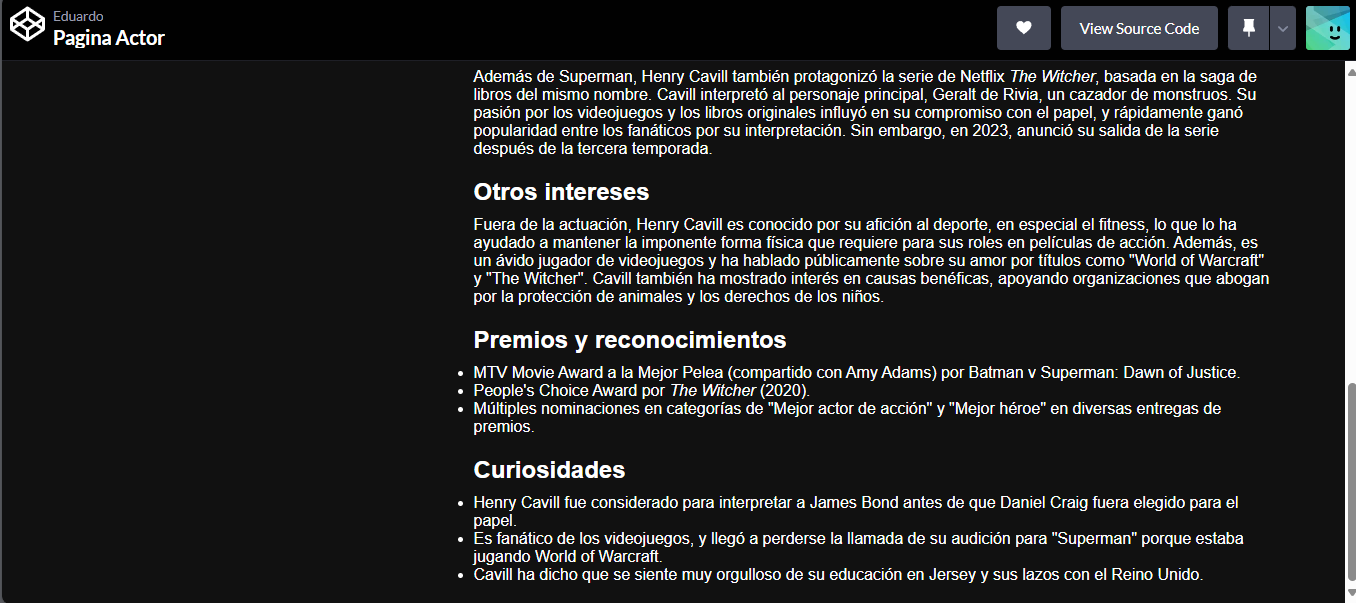 Eduardo
Pagina Actor
View Source Code
Además de Superman, Henry Cavill también protagonizó la serie de Netflix The Witcher, basada en la saga de
libros del mismo nombre. Cavill interpretó al personaje principal, Geralt de Rivia, un cazador de monstruos. Su
pasión por los videojuegos y los libros originales influyó en su compromiso con el papel, y rápidamente ganó
popularidad entre los fanáticos por su interpretación. Sin embargo, en 2023, anunció su salida de la serie
después de la tercera temporada.
Otros intereses
Fuera de la actuación, Henry Cavill es conocido por su afición al deporte, en especial el fitness, lo que lo ha
ayudado a mantener la imponente forma física que requiere para sus roles en películas de acción. Además, es
un ávido jugador de videojuegos y ha hablado públicamente sobre su amor por títulos como "World of Warcraft"
y "The Witcher". Cavill también ha mostrado interés en causas benéficas, apoyando organizaciones que abogan
por la protección de animales y los derechos de los niños.
Premios y reconocimientos
• MTV Movie Award a la Mejor Pelea (compartido con Amy Adams) por Batman v Superman: Dawn of Justice.
• People's Choice Award por The Witcher (2020).
• Múltiples nominaciones en categorías de "Mejor actor de acción" y "Mejor héroe" en diversas entregas de
premios.
Curiosidades
• Henry Cavill fue considerado para interpretar a James Bond antes de que Daniel Craig fuera elegido para el
papel.
• Es fanático de los videojuegos, y llegó a perderse la llamada de su audición para "Superman" porque estaba
jugando World of Warcraft.
• Cavill ha dicho que se siente muy orgulloso de su educación en Jersey y sus lazos con el Reino Unido.